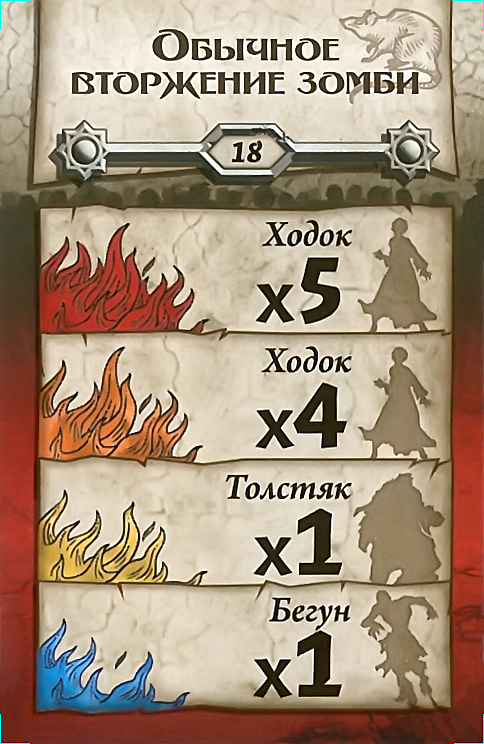 Обычное
вторжение зомби
18
Ходок
x5
Ходок
x4
Толстяк
x1
Бегун
x1